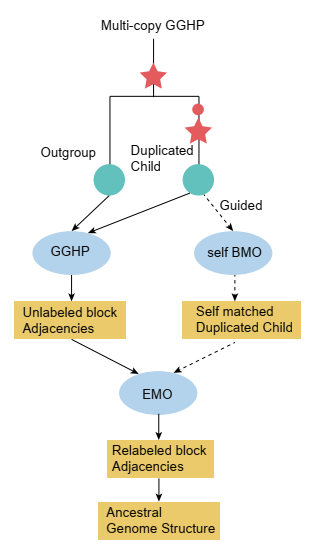 Multi-copy GGHP
Outgroup
Duplicated
Child
Guided
GGHP
self BMO
Unlabeled block
Adjacencies
Self matched
Duplicated Child
EMO
Relabeled block
Adjacencies
Ancestral
Genome Structure